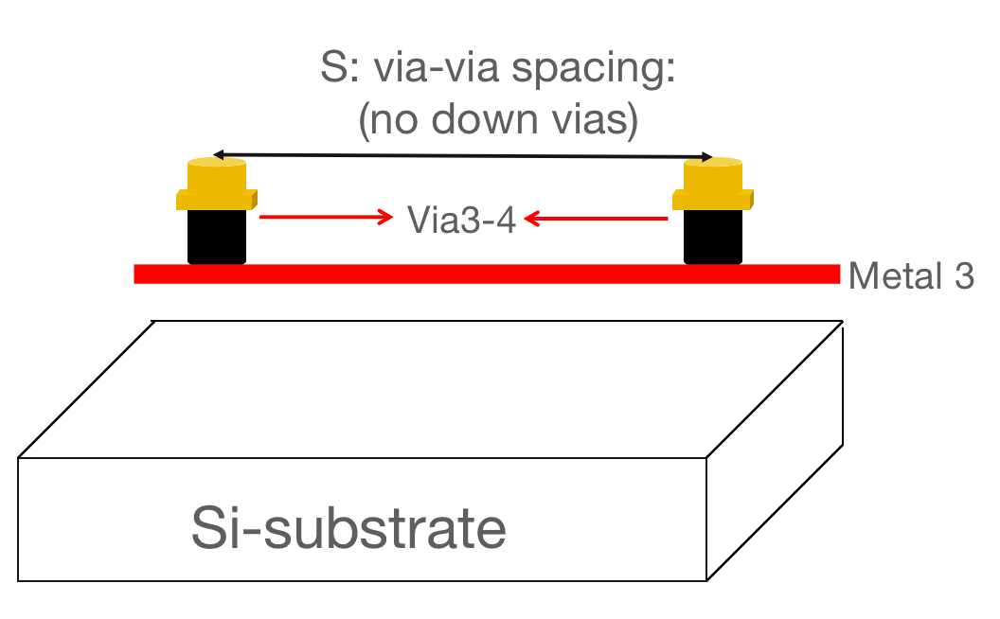 S: via-via spacing:
(no down vias)
Via3-4
Metal 3
Si-substrate